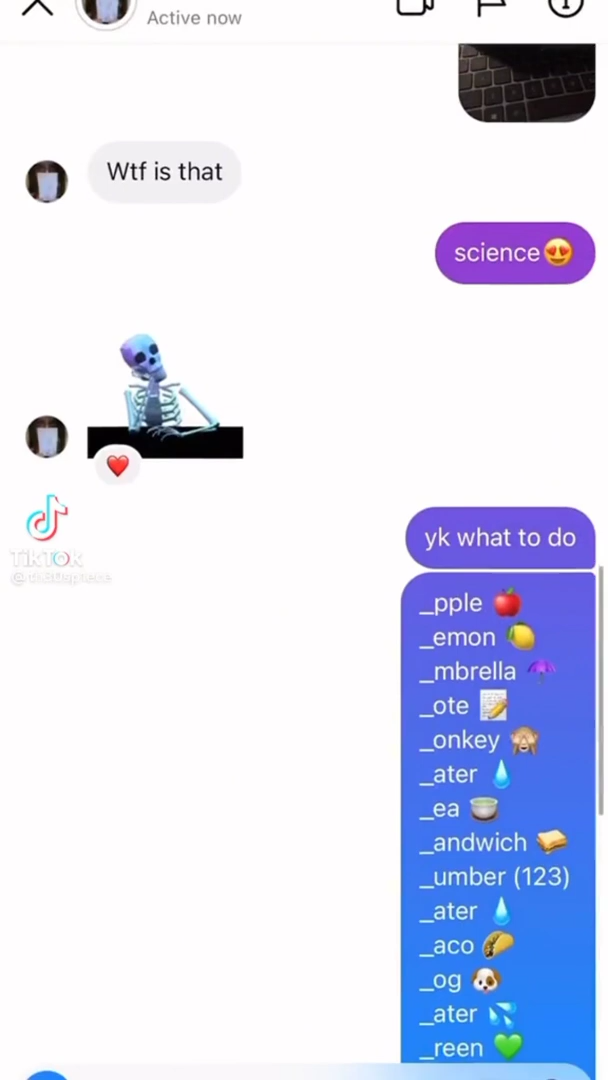 Active now
Wtf is that
science😍
TikTok
yk what to do
_pple 🍎
_emon 🍋
_mbrella ☂
_ote 📝
_onkey 🙈
_ater 💧
_ea 🍵
_andwich 🥪
_umber (123)
_ater 💧
_aco 🌮
_og 🐶
_ater 💦
_reen 💚